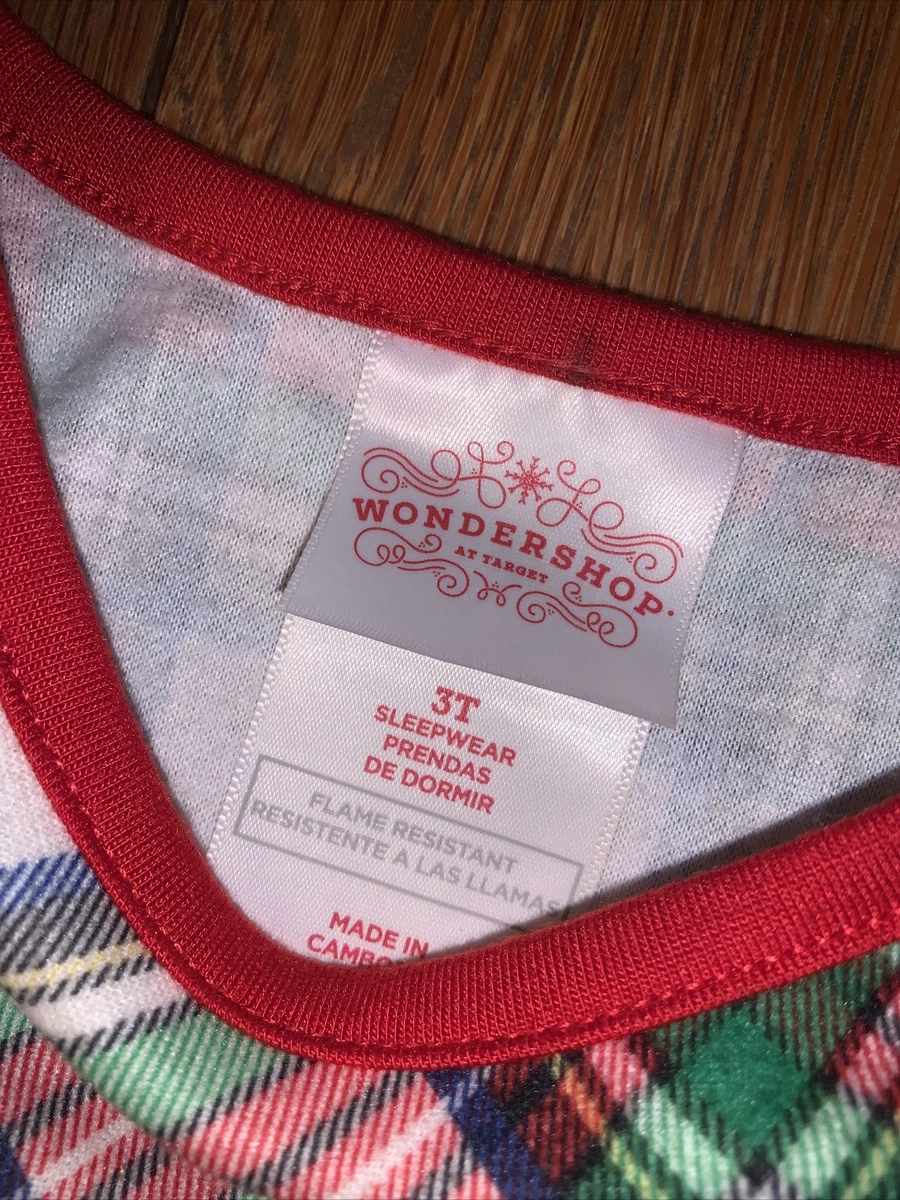 WONDERSHOP
AT TARGET
3T
SLEEPWEAR
PRENDAS
DE DORMIR
FLAME RESISTANT
RESISTENTE A LAS LLAMAS
MADE IN